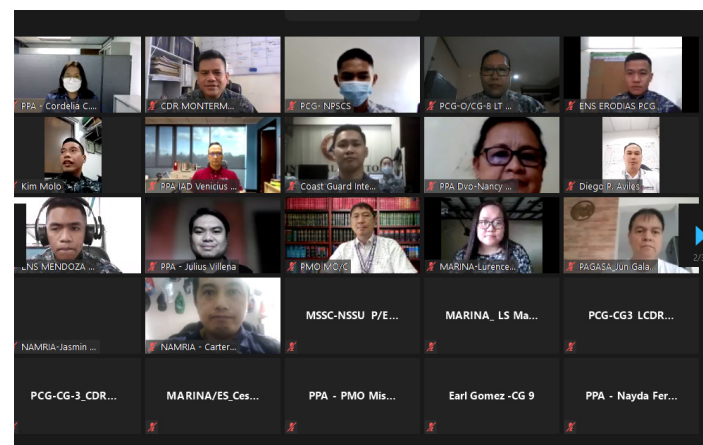 PPA - Cordelia C....
CDR MONTERM...
PCG- NPSCS
PCG-O/CG-8 LT ...
ENS ERODIAS PCG
Kim Molo
PPA IAD Venicius ...
Coast Guard Inte...
PPA Dvo-Nancy ...
Diego P. Aviles
ENS MENDOZA ...
PPA - Julius Villena
PMO MO/C
MARINA-Lurence...
PAGASA_Jun Gala...
2/3
NAMRIA-Jasmin ...
NAMRIA - Carter...
MSSC-NSSU P/E...
MARINA_ LS Ma...
PCG-CG3 LCDR...
PCG-CG-3_CDR...
MARINA/ES_Ces...
PPA - PMO Mis...
Earl Gomez -CG 9
PPA - Nayda Fer...